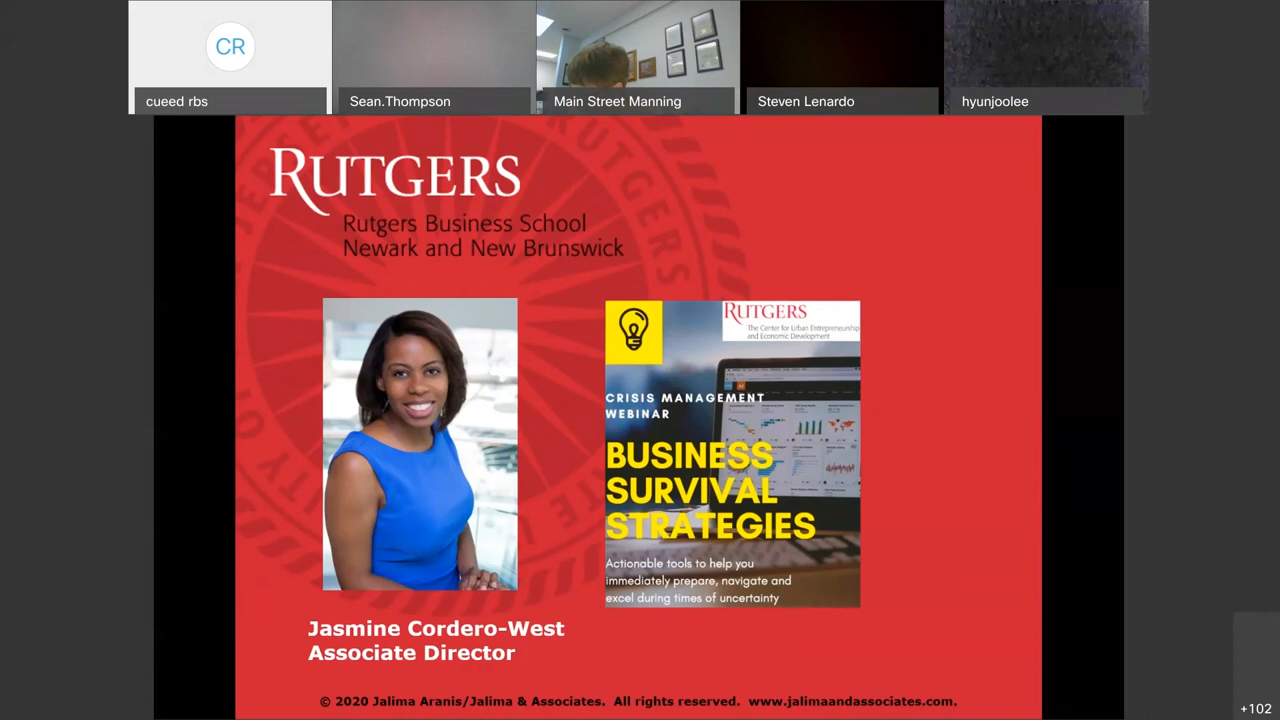 CR
cueed rbs
Sean.Thompson
Main Street Manning
Steven Lenardo
hyunjoolee
RUTGERS
Rutgers Business School
Newark and New Brunswick
RUTGERS
The Center for Urban Entrepreneurship
and Economic Development
CRISIS MANAGEMENT
WEBINAR
BUSINESS
SURVIVAL
STRATEGIES
Actionable tools to help you
immediately prepare, navigate and
excel during times of uncertainty
Jasmine Cordero-West
Associate Director
© 2020 Jalima Aranis/Jalima & Associates.  All rights reserved.  www.jalimaandassociates.com.
+102